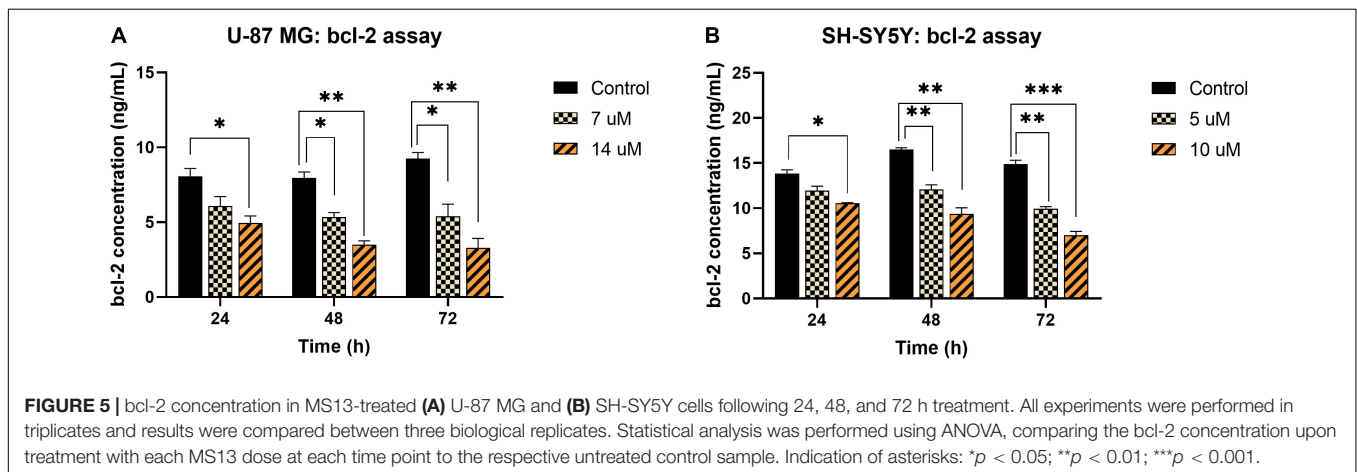 A
U-87 MG: bcl-2 assay
bcl-2 concentration (ng/mL)
15
10
5
0
*
**
*
**
*
24
48
72
Time (h)
Control
7 uM
14 uM
B
SH-SY5Y: bcl-2 assay
bcl-2 concentration (ng/mL)
25
20
15
10
5
0
*
**
**
***
**
24
48
72
Time (h)
Control
5 uM
10 uM
FIGURE 5 | bcl-2 concentration in MS13-treated (A) U-87 MG and (B) SH-SY5Y cells following 24, 48, and 72 h treatment. All experiments were performed in
triplicates and results were compared between three biological replicates. Statistical analysis was performed using ANOVA, comparing the bcl-2 concentration upon
treatment with each MS13 dose at each time point to the respective untreated control sample. Indication of asterisks: *p < 0.05; **p < 0.01; ***p < 0.001.